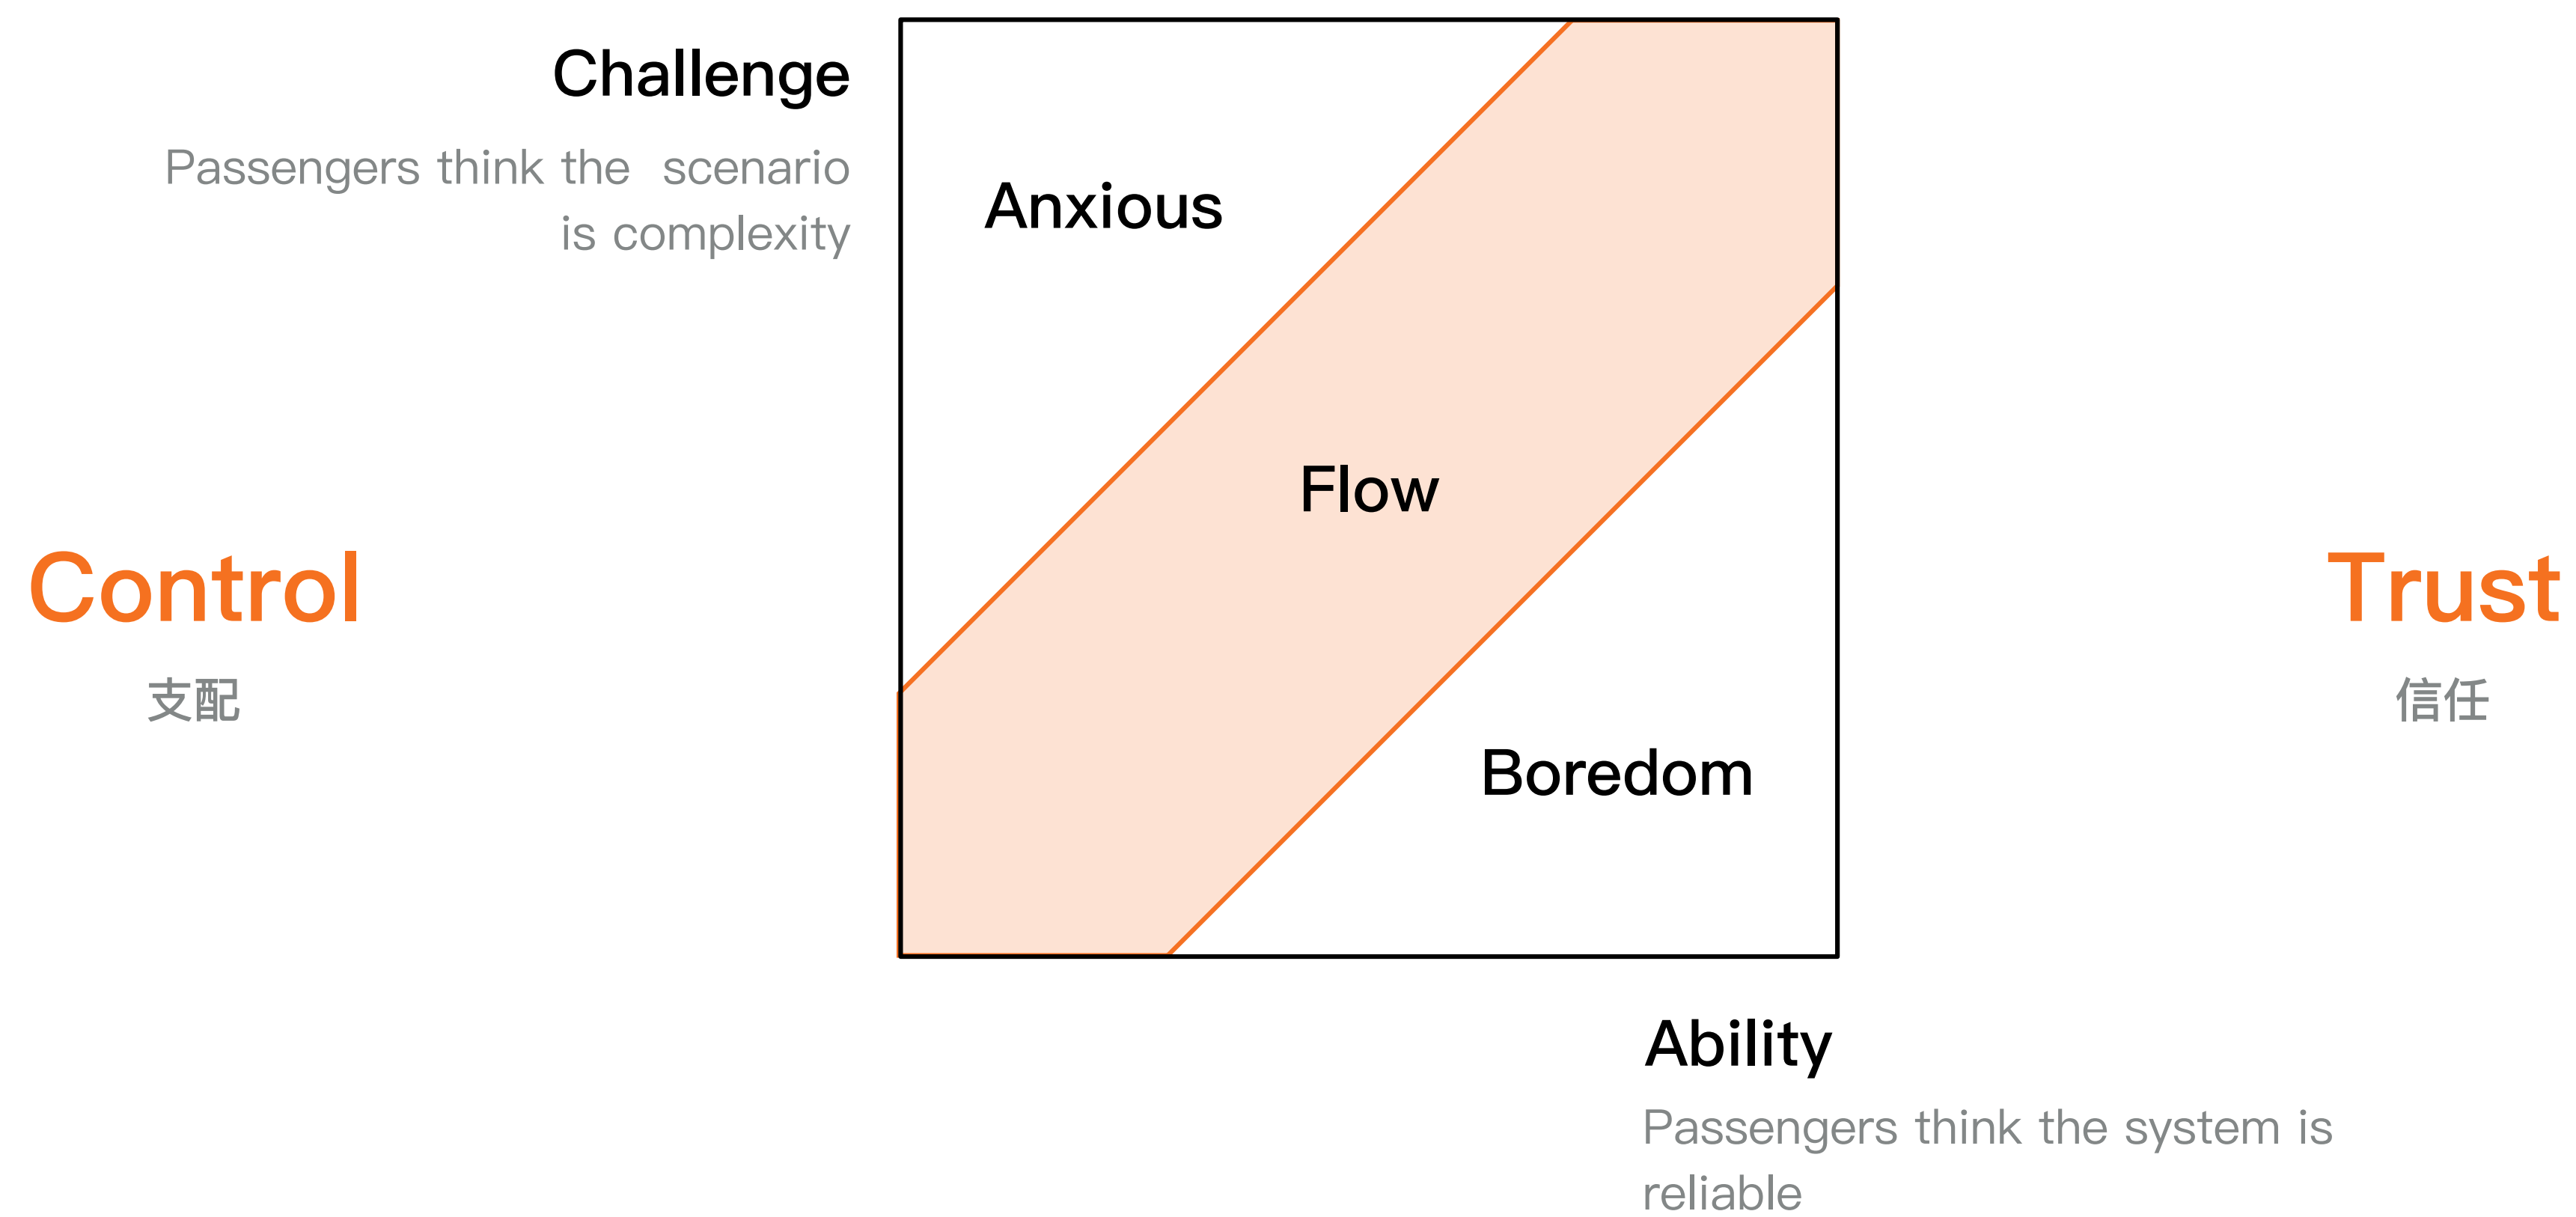 Challenge
Passengers think the scenario
is complexity
Anxious
Flow
Control
支配
Trust
信任
Boredom
Ability
Passengers think the system is
reliable